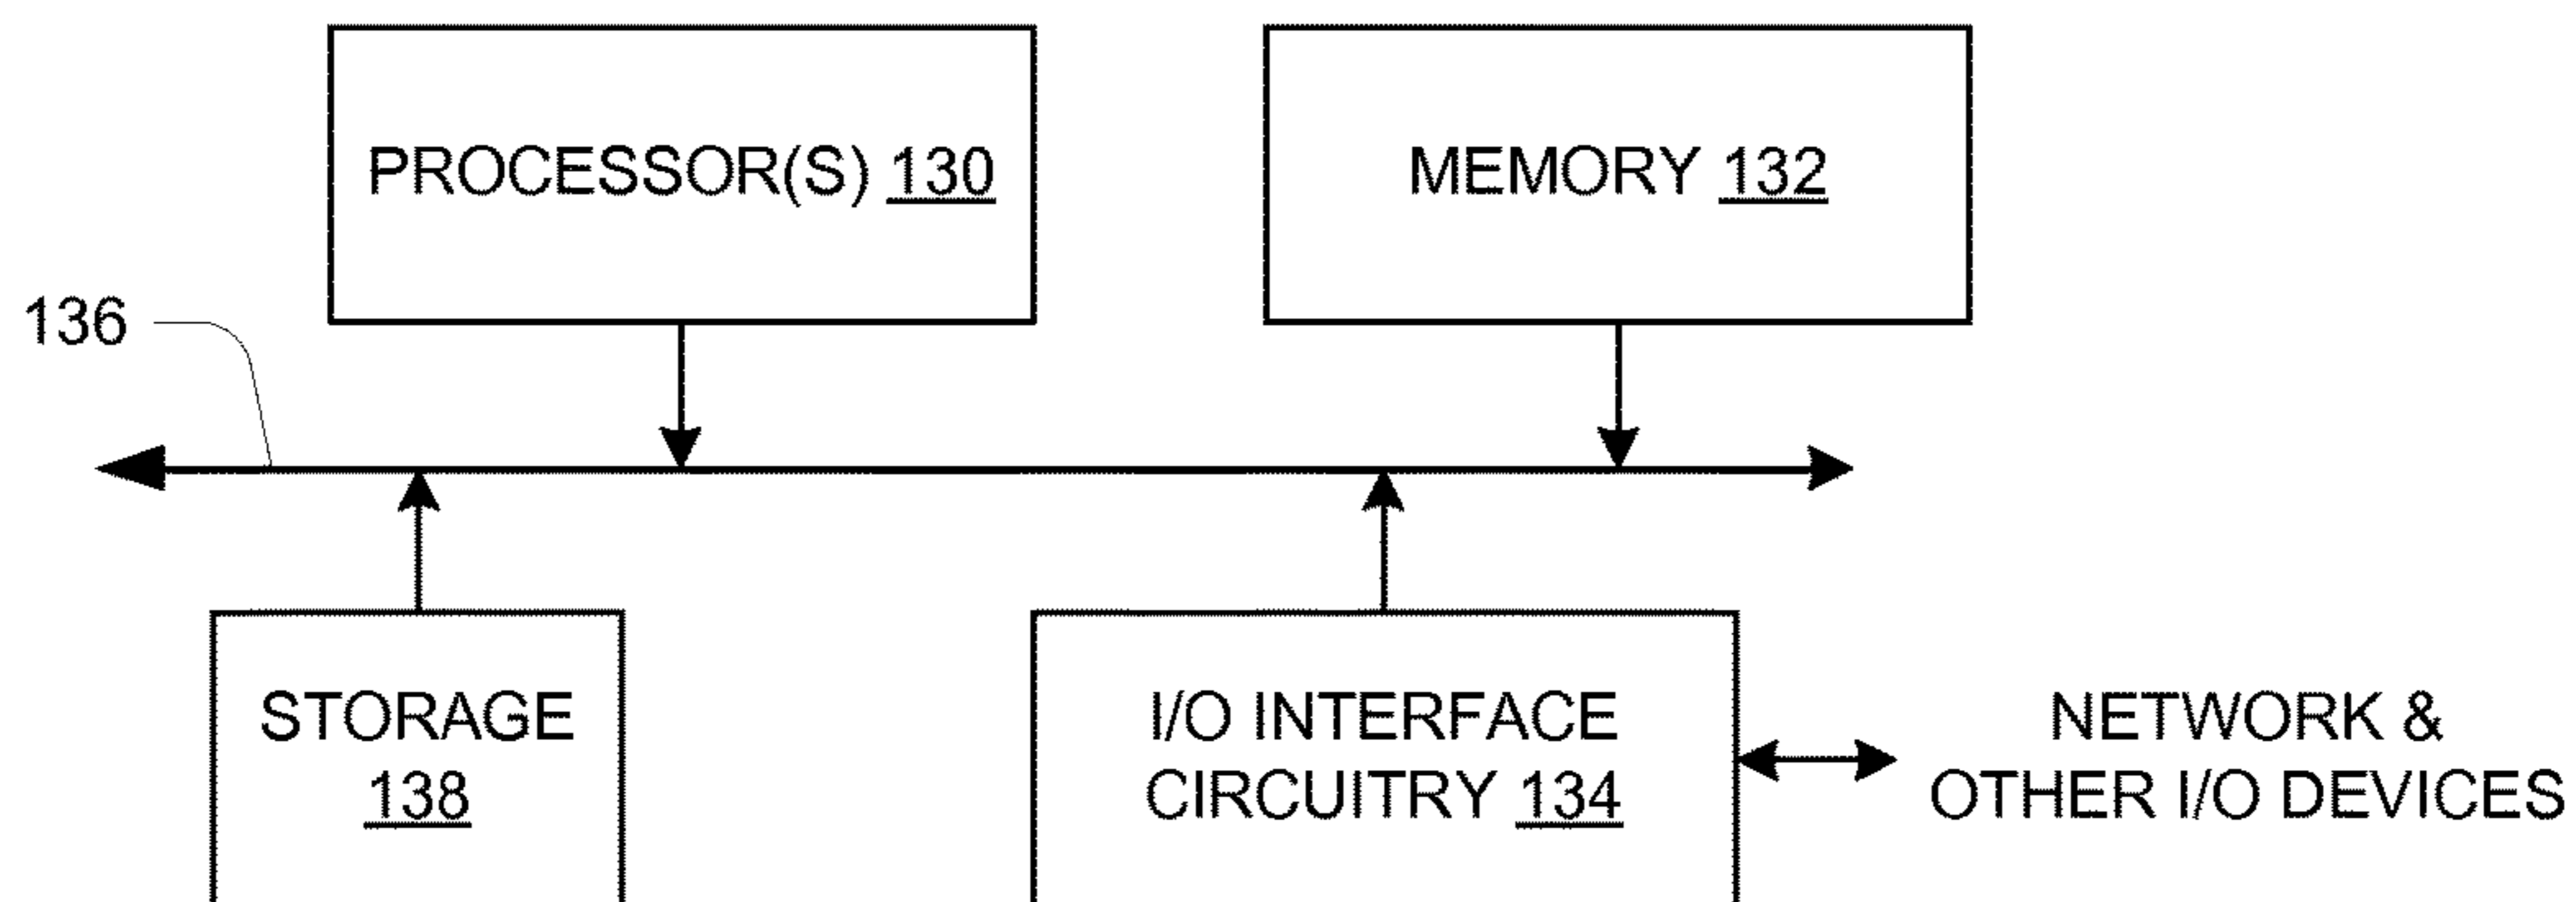 PROCESSOR(S) 130
MEMORY 132
136
STORAGE
138
I/O INTERFACE
CIRCUITRY 134
NETWORK &
OTHER I/O DEVICES